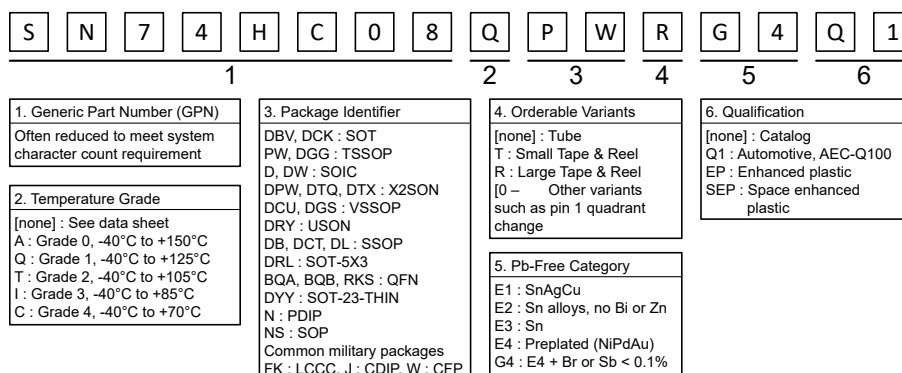 S N 7 4 H C 0 8 Q P W R G 4 Q 1
1 2 3 4 5 6
1. Generic Part Number (GPN)
Often reduced to meet system
character count requirement
2. Temperature Grade
[none] : See data sheet
A : Grade 0, -40°C to +150°C
Q : Grade 1, -40°C to +125°C
T : Grade 2, -40°C to +105°C
I : Grade 3, -40°C to +85°C
C : Grade 4, -40°C to +70°C
3. Package Identifier
DBV, DCK : SOT
PW, DGG : TSSOP
D, DW : SOIC
DPW, DTQ, DTX : X2SON
DCU, DGS : VSSOP
DRY : USON
DB, DCT, DL : SSOP
DRL : SOT-5X3
BQA, BQB, RKS : QFN
DYY : SOT-23-THIN
N : PDIP
NS : SOP
Common military packages
FK : LCCC, J : CDIP, W : CFP
4. Orderable Variants
[none] : Tube
T : Small Tape & Reel
R : Large Tape & Reel
[0 – Other variants
such as pin 1 quadrant
change
5. Pb-Free Category
E1 : SnAgCu
E2 : Sn alloys, no Bi or Zn
E3 : Sn
E4 : Preplated (NiPdAu)
G4 : E4 + Br or Sb < 0.1%
6. Qualification
[none] : Catalog
Q1 : Automotive, AEC-Q100
EP : Enhanced plastic
SEP : Space enhanced
plastic